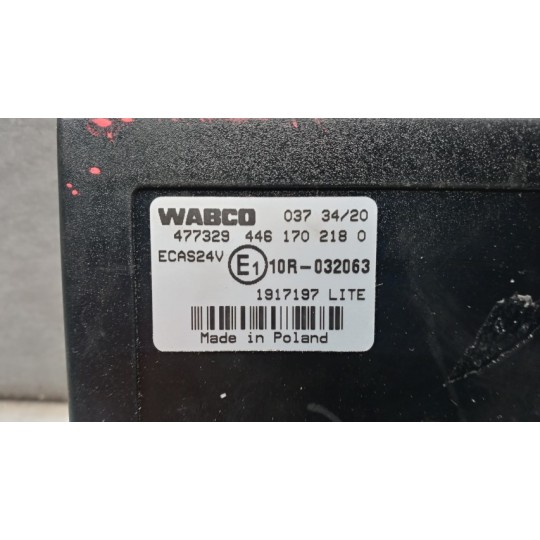 WABCO 037 34/20
477329 446 170 218 0
ECAS24V E1 10R-032063
1917197 LITE
Made in Poland